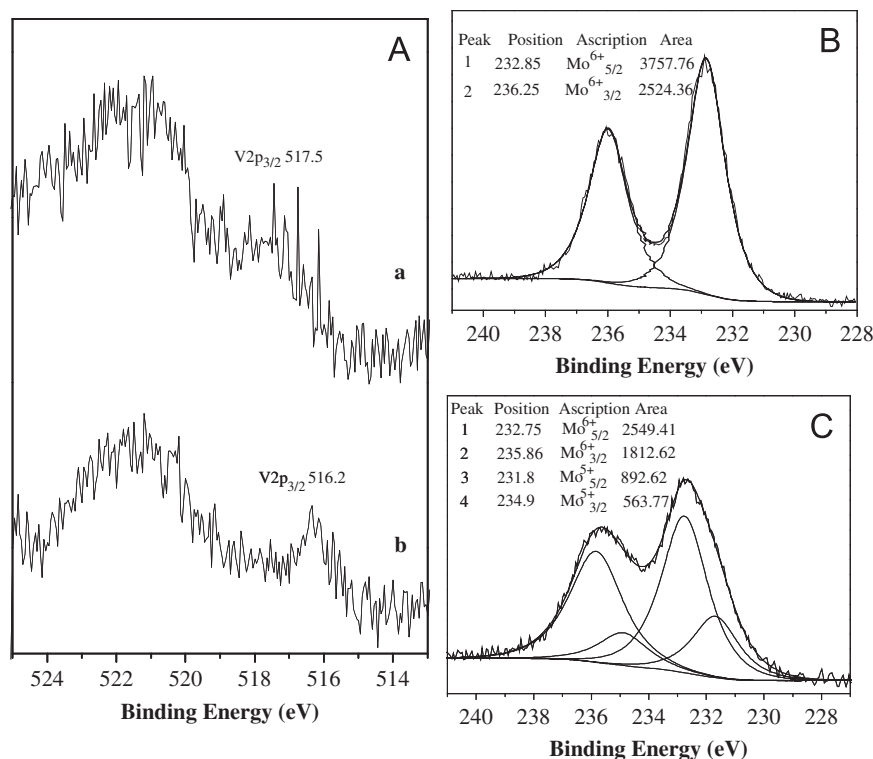 A
V2p3/2 517.5
a
V2p3/2 516.2
b
524 522 520 518 516 514
Binding Energy (eV)
B
Peak Position Ascription Area
1 232.85 Mo6+5/2 3757.76
2 236.25 Mo6+3/2 2524.36
240 238 236 234 232 230 228
Binding Energy (eV)
C
Peak Position Ascription Area
1 232.75 Mo6+5/2 2549.41
2 235.86 Mo6+3/2 1812.62
3 231.8 Mo5+5/2 892.62
4 234.9 Mo5+3/2 563.77
240 238 236 234 232 230 228
Binding Energy (eV)